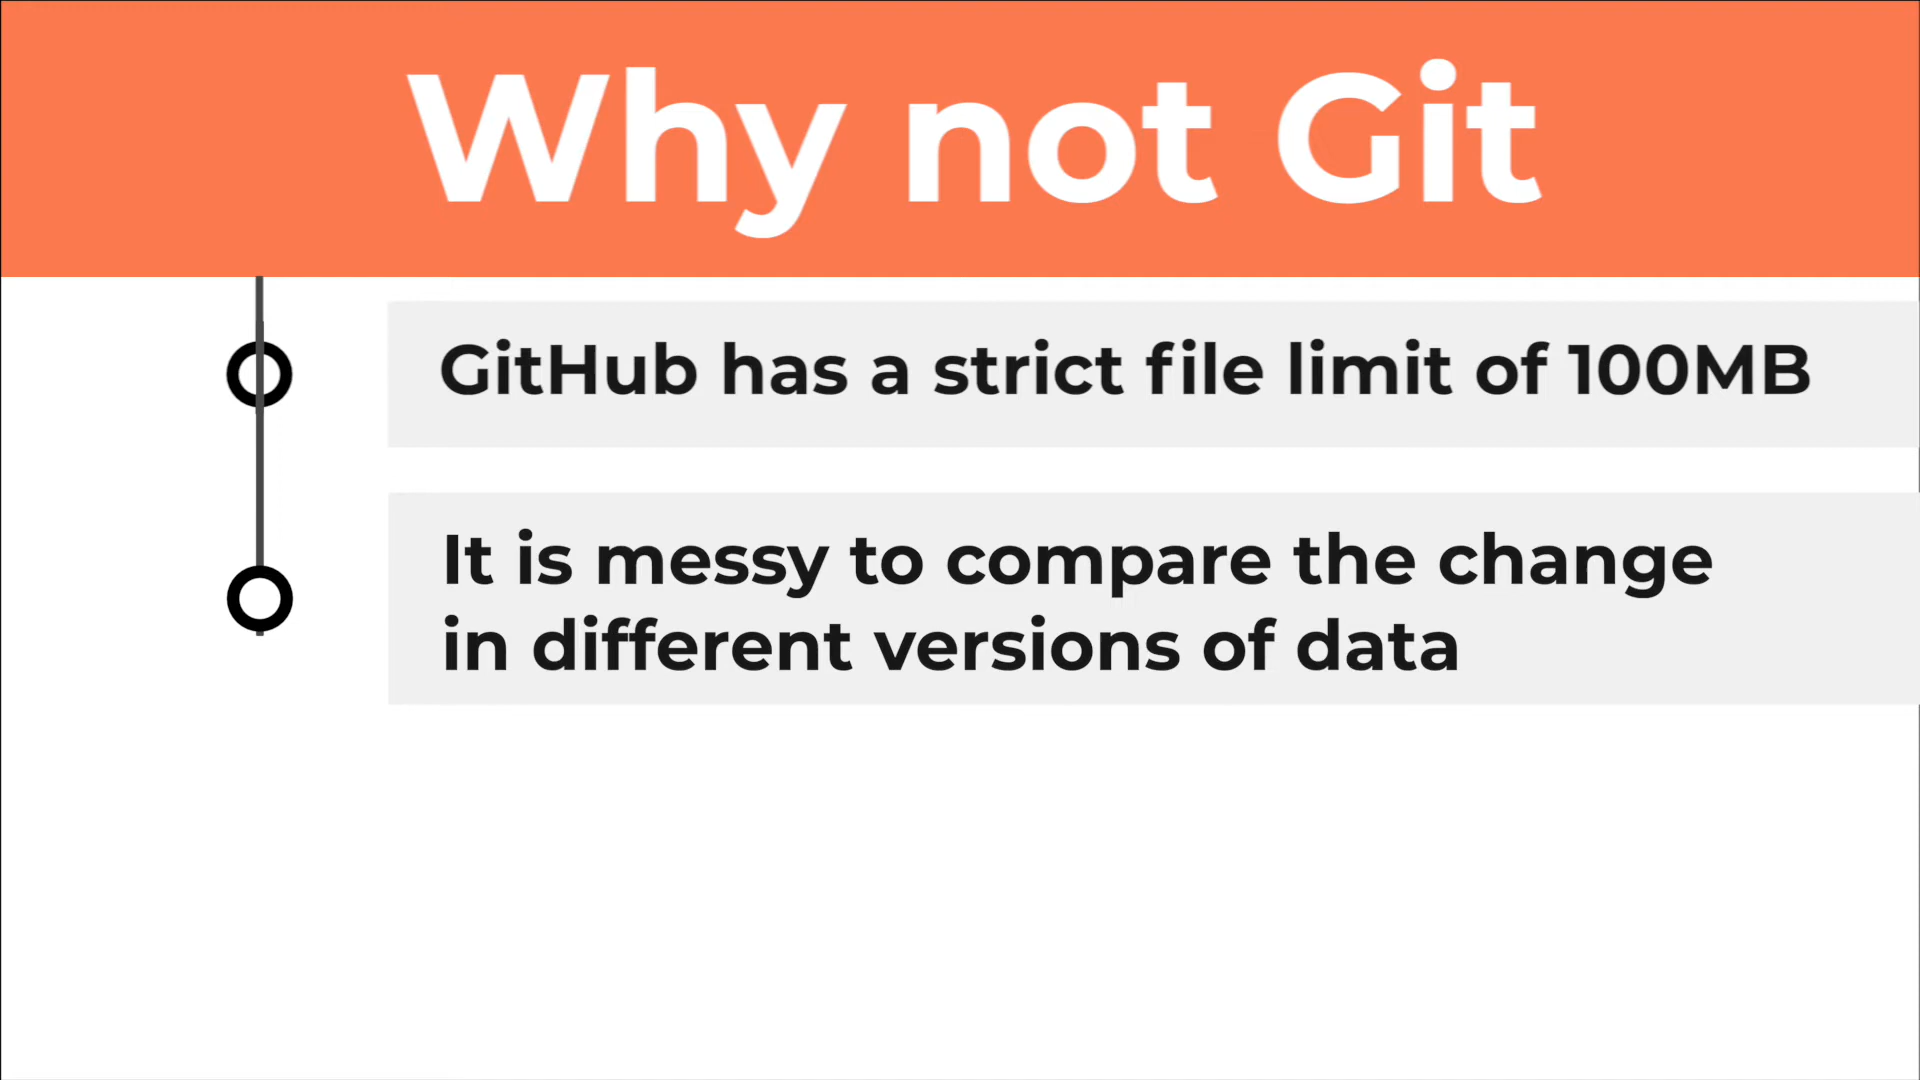 Why not Git
GitHub has a strict file limit of 100MB
It is messy to compare the change
in different versions of data